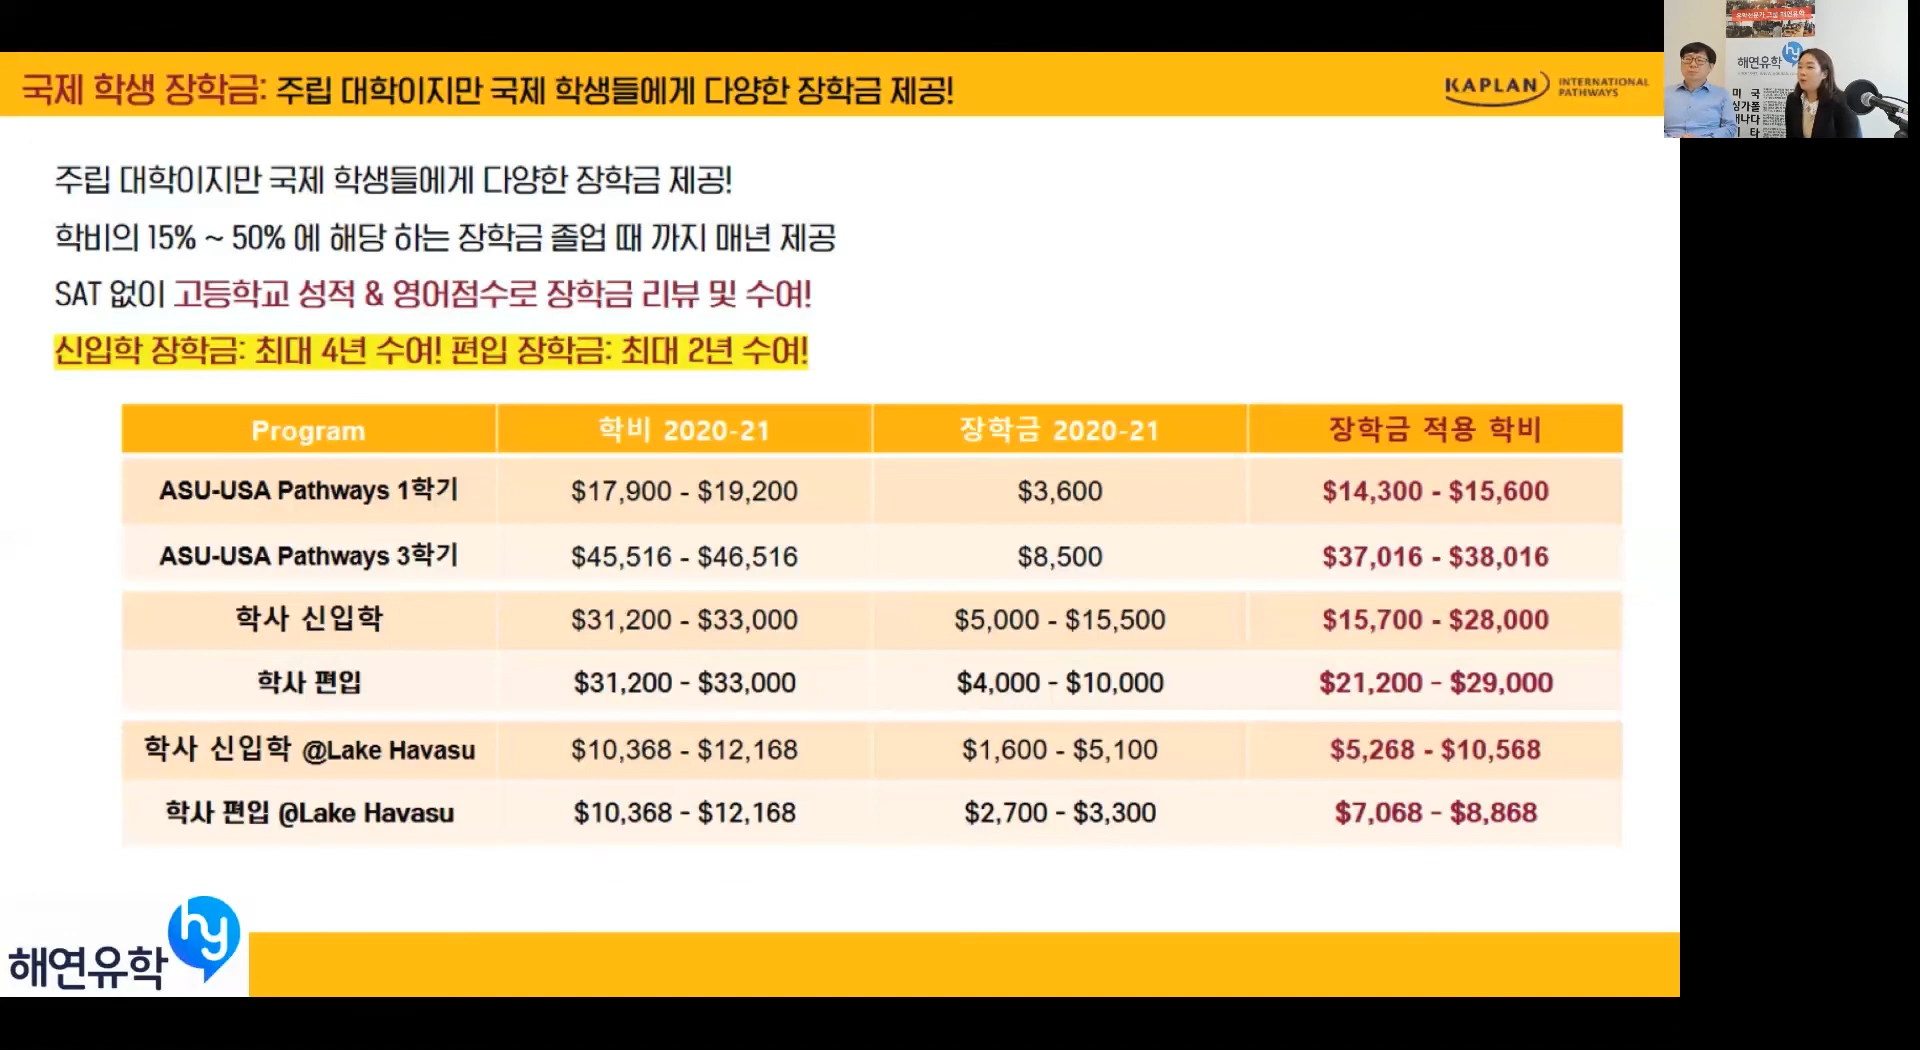 국제 학생 장학금: 주립 대학이지만 국제 학생들에게 다양한 장학금 제공!
KAPLAN INTERNATIONAL PATHWAYS
해연유학
hy
미국
싱가폴
주립 대학이지만 국제 학생들에게 다양한 장학금 제공!
학비의 15% ~ 50% 에 해당 하는 장학금 졸업 때 까지 매년 제공
SAT 없이 고등학교 성적 & 영어점수로 장학금 리뷰 및 수여!
신입학 장학금: 최대 4년 수여! 편입 장학금: 최대 2년 수여!
Program 학비 2020-21 장학금 2020-21 장학금 적용 학비
ASU-USA Pathways 1학기 $17,900 - $19,200 $3,600 $14,300 - $15,600
ASU-USA Pathways 3학기 $45,516 - $46,516 $8,500 $37,016 - $38,016
학사 신입학 $31,200 - $33,000 $5,000 - $15,500 $15,700 - $28,000
학사 편입 $31,200 - $33,000 $4,000 - $10,000 $21,200 - $29,000
학사 신입학 @Lake Havasu $10,368 - $12,168 $1,600 - $5,100 $5,268 - $10,568
학사 편입 @Lake Havasu $10,368 - $12,168 $2,700 - $3,300 $7,068 - $8,868
해연유학 hy